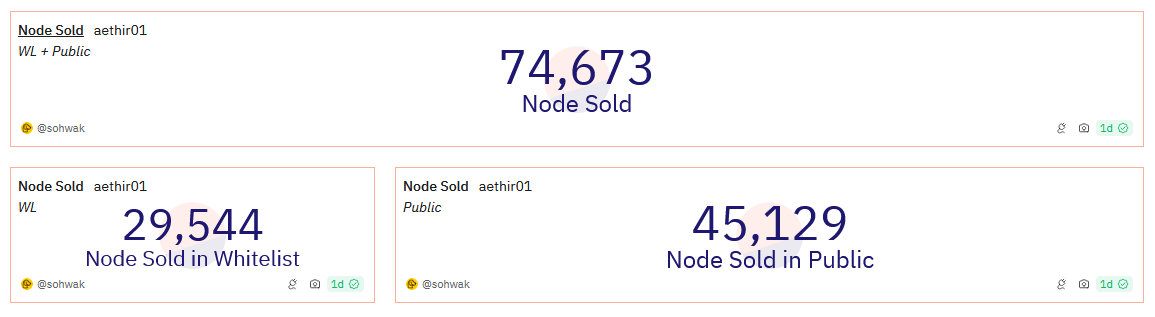 Node Sold aethir01
WL + Public
74,673
Node Sold
@sohwak
1d
Node Sold aethir01
WL
29,544
Node Sold in Whitelist
@sohwak
1d
Node Sold aethir01
Public
45,129
Node Sold in Public
@sohwak
1d